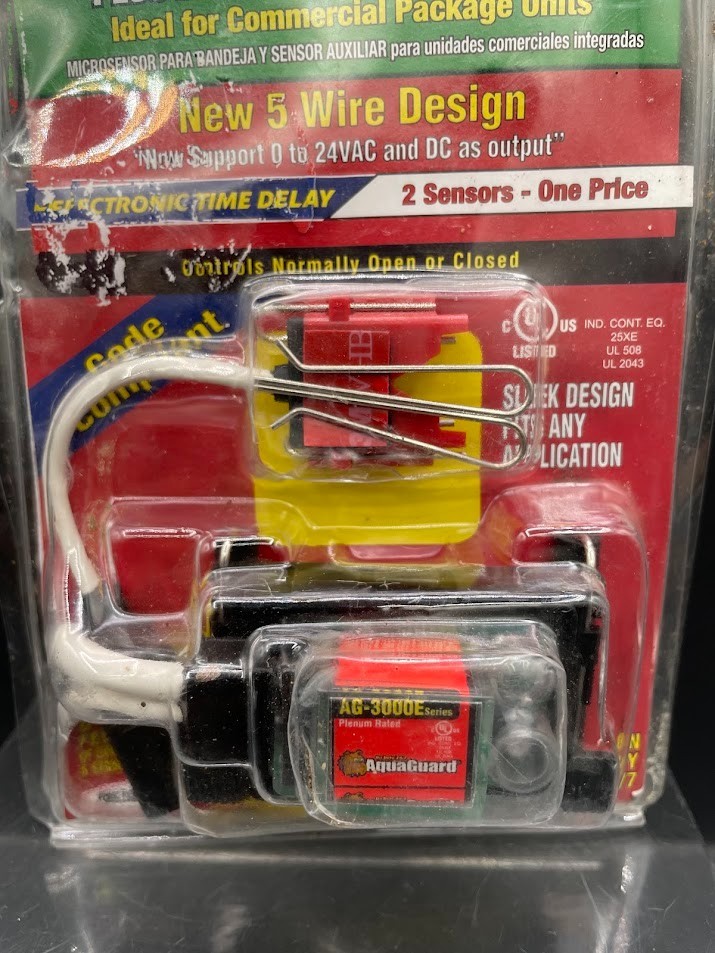 Ideal for Commercial Package Units
MICROSENSOR PARA BANDEJA Y SENSOR AUXILIAR para unidades comerciales integradas
New 5 Wire Design
"Now Support 0 to 24VAC and DC as output"
ELECTRONIC TIME DELAY
2 Sensors - One Price
Controls Normally Open or Closed
Code
Compliant
C UL US
LISTED
IND. CONT. EQ.
25XE
UL 508
UL 2043
SLEEK DESIGN
FITS ANY
APPLICATION
AG-3000E Series
Plenum Rated
AquaGuard